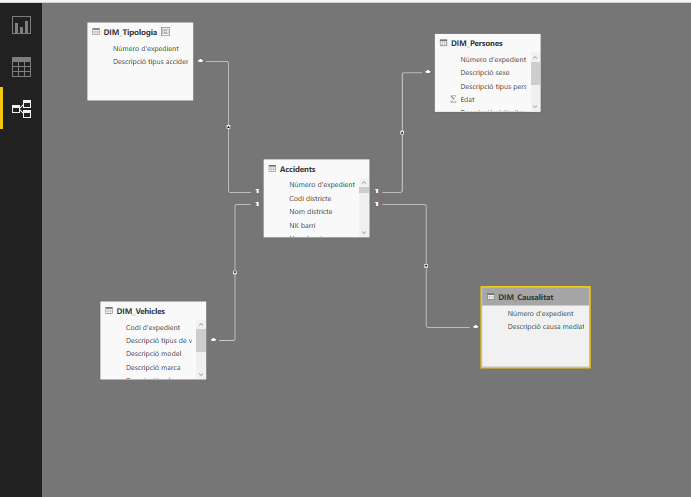 DIM_Tipologia
Número d'expedient
Descripció tipus accider
DIM_Persones
Número d'expedient
Descripció sexe
Descripció tipus pers
Edat
Accidents
Número d'expedient
Codi districte
Nom districte
NK barri
DIM_Vehicles
Codi d'expedient
Descripció tipus de v
Descripció model
Descripció marca
DIM_Causalitat
Número d'expedient
Descripció causa mediat